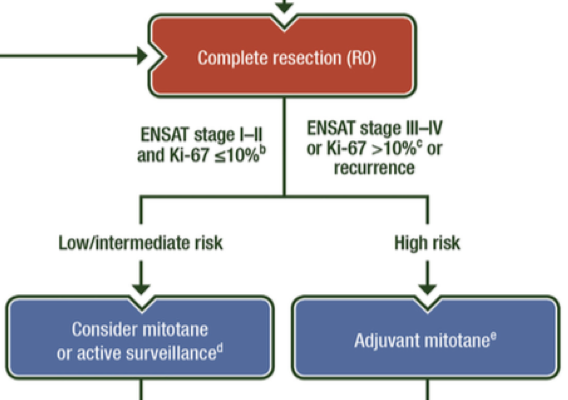 Complete resection (R0)
ENSAT stage I–II
and Ki-67 ≤10%ᵇ
ENSAT stage III–IV
or Ki-67 >10%ᶜ or
recurrence
Low/intermediate risk
High risk
Consider mitotane
or active surveillanceᵈ
Adjuvant mitotaneᵉ